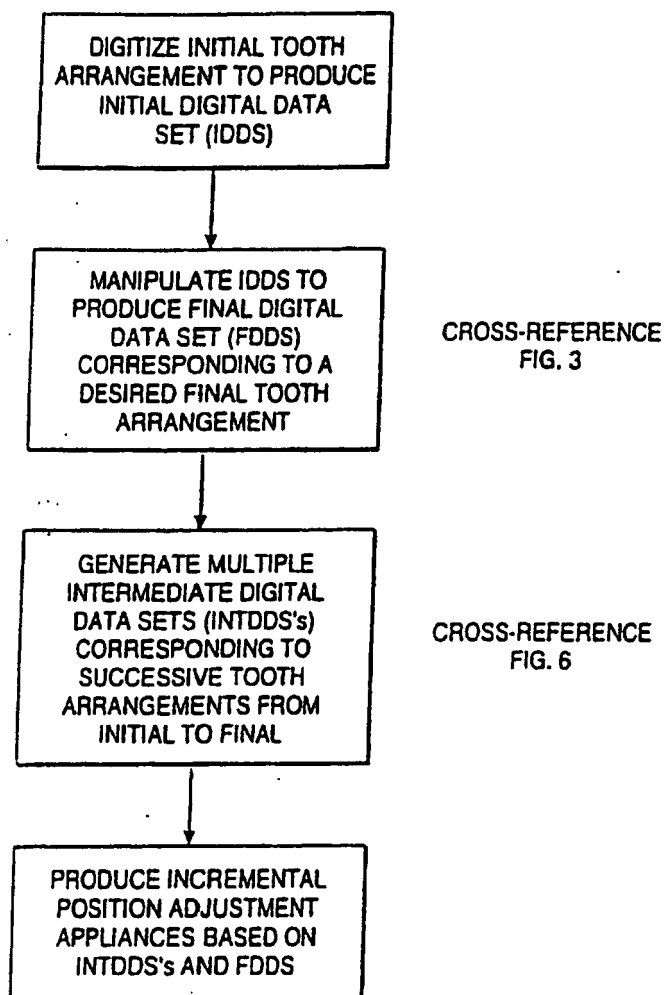 DIGITIZE INITIAL TOOTH
ARRANGEMENT TO PRODUCE
INITIAL DIGITAL DATA
SET (IDDS)
MANIPULATE IDDS TO
PRODUCE FINAL DIGITAL
DATA SET (FDDS)
CORRESPONDING TO A
DESIRED FINAL TOOTH
ARRANGEMENT
CROSS-REFERENCE
FIG. 3
GENERATE MULTIPLE
INTERMEDIATE DIGITAL
DATA SETS (INTDDS's)
CORRESPONDING TO
SUCCESSIVE TOOTH
ARRANGEMENTS FROM
INITIAL TO FINAL
CROSS-REFERENCE
FIG. 6
PRODUCE INCREMENTAL
POSITION ADJUSTMENT
APPLIANCES BASED ON
INTDDS's AND FDDS